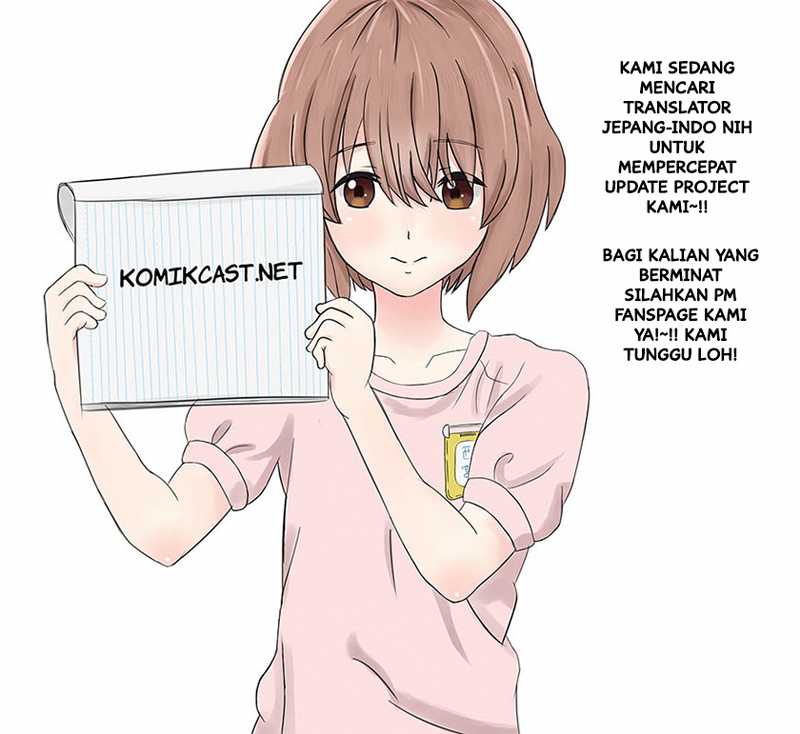 KOMIKCAST.NET
KAMI SEDANG
MENCARI
TRANSLATOR
JEPANG-INDO NIH
UNTUK
MEMPERCEPAT
UPDATE PROJECT
KAMI~!!
BAGI KALIAN YANG
BERMINAT
SILAHKAN PM
FANSPAGE KAMI
YA!~!! KAMI
TUNGGU LOH!